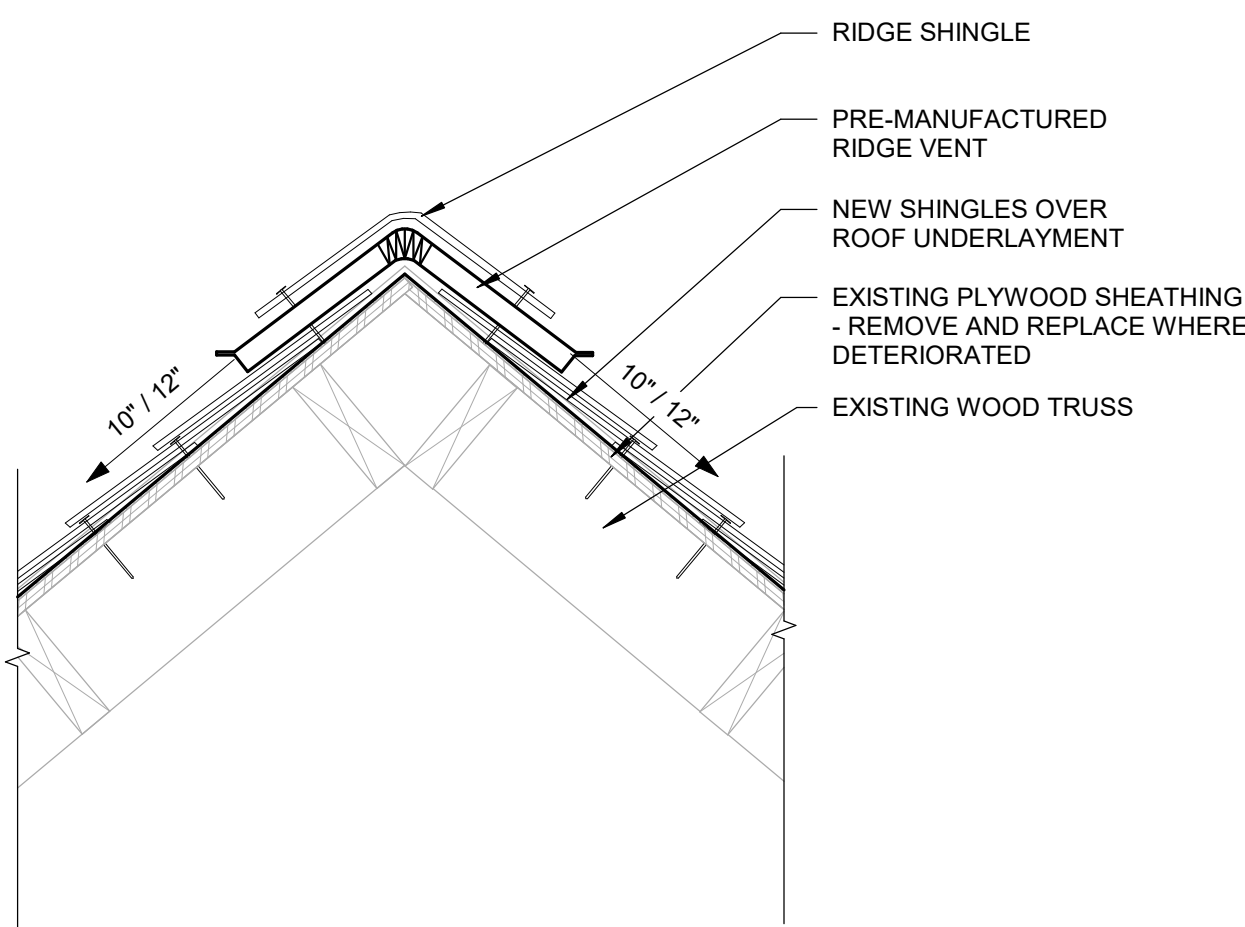 RIDGE SHINGLE
PRE-MANUFACTURED
RIDGE VENT
NEW SHINGLES OVER
ROOF UNDERLAYMENT
EXISTING PLYWOOD SHEATHING
- REMOVE AND REPLACE WHERE
DETERIORATED
EXISTING WOOD TRUSS
10" / 12"
10" / 12"